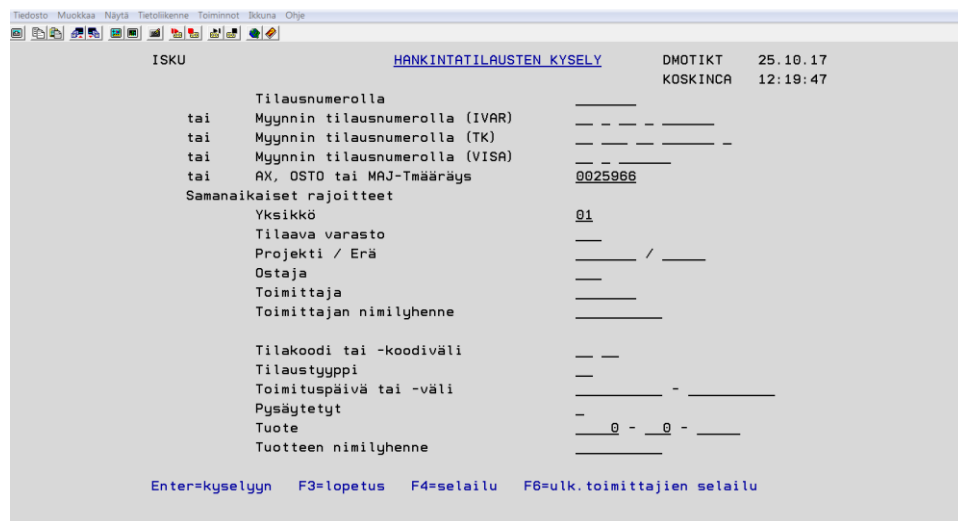 Tiedosto Muokkaa Näytä Tietoliikenne Toiminnot Ikkuna Ohje
ISKU HANKINTATILAUSTEN KYSELY DMOTIKT 25.10.17
KOSKINCA 12:19:47
Tilausnumerolla
tai Myynnin tilausnumerolla (IVAR)
tai Myynnin tilausnumerolla (TK)
tai Myynnin tilausnumerolla (VISA)
tai AX, OSTO tai MAJ-Tmääräys 0025966
Samanaikaiset rajoitteet
Yksikkö 01
Tilaava varasto
Projekti / Erä /
Ostaja
Toimittaja
Toimittajan nimilyhenne
Tilakoodi tai -koodiväli
Tilaustyyppi
Toimituspäivä tai -väli -
Pysäytetyt
Tuote 0 - 0 -
Tuotteen nimilyhenne
Enter=kyselyyn F3=lopetus F4=selailu F6=ulk.toimittajien selailu